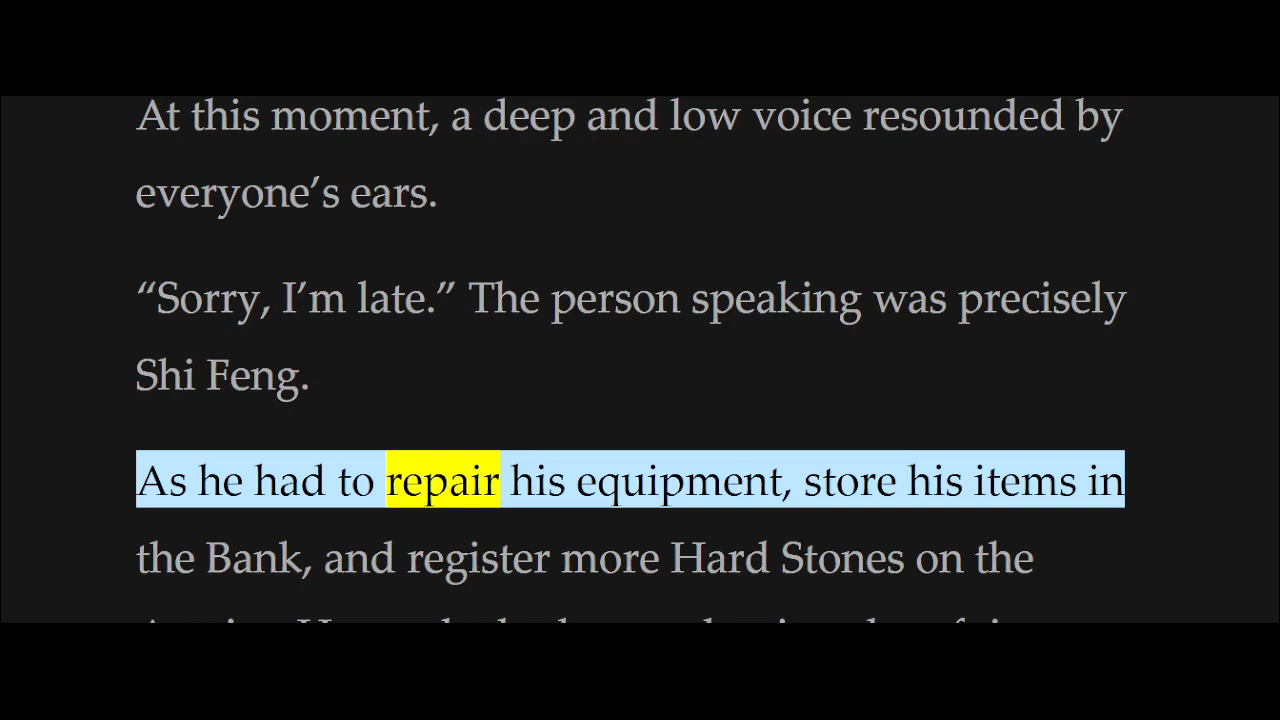 At this moment, a deep and low voice resounded by
everyone’s ears.
“Sorry, I’m late.” The person speaking was precisely
Shi Feng.
As he had to repair his equipment, store his items in
the Bank, and register more Hard Stones on the